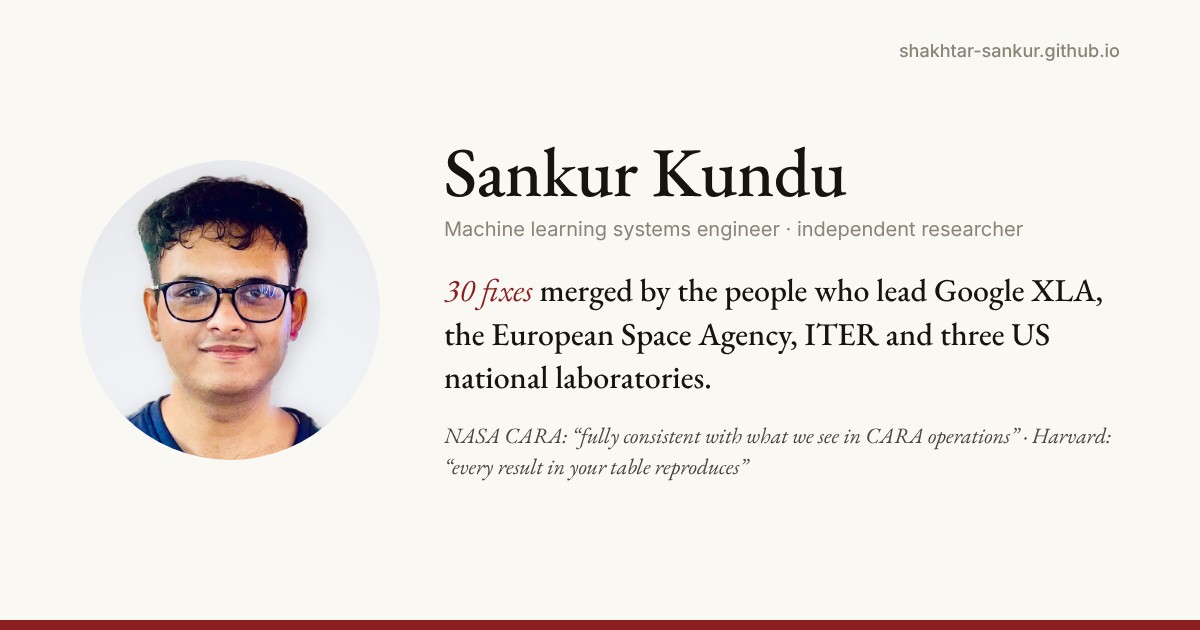 shakhtar-sankur.github.io
Sankur Kundu
Machine learning systems engineer · independent researcher
30 fixes merged by the people who lead Google XLA,
the European Space Agency, ITER and three US
national laboratories.
NASA CARA: “fully consistent with what we see in CARA operations” · Harvard:
“every result in your table reproduces”